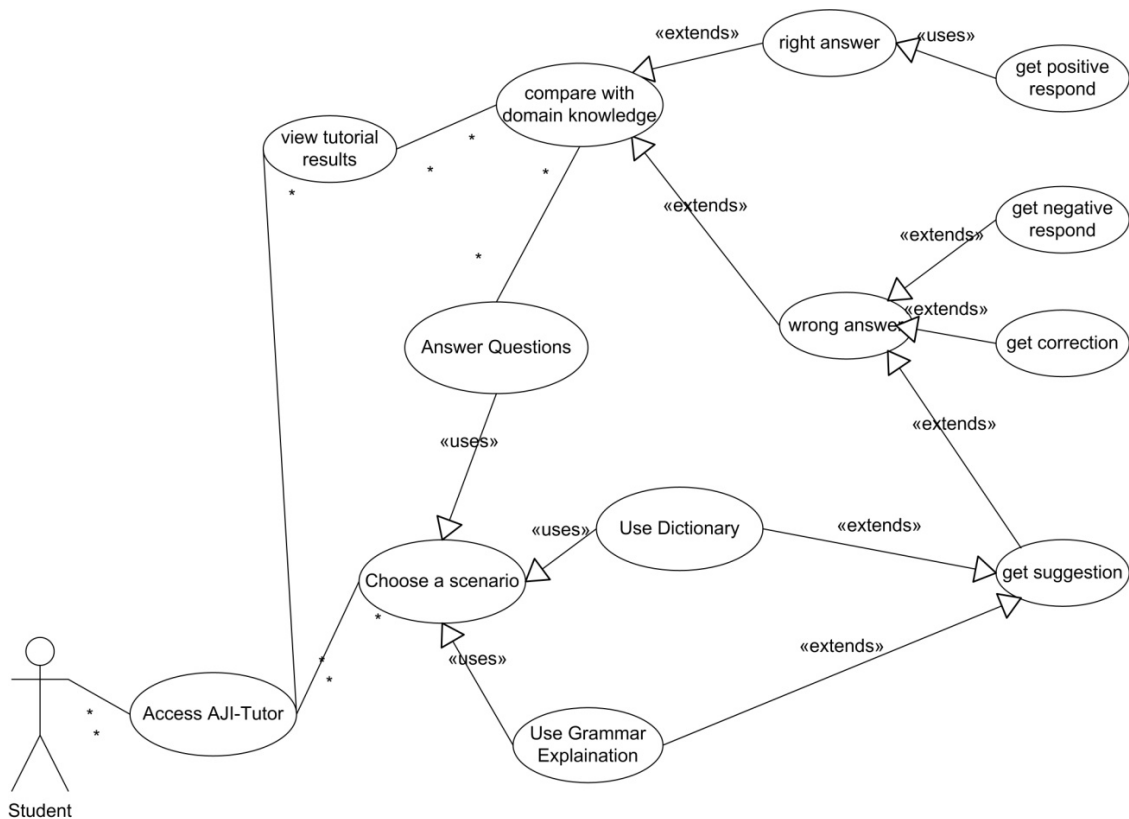 «extends»
right answer
«uses»
get positive
respond
compare with
domain knowledge
view tutorial
results
*
*
*
*
*
«extends»
get negative
respond
«extends»
«extends»
wrong answer
get correction
Answer Questions
«uses»
«extends»
Use Dictionary
«uses»
«extends»
Choose a scenario
get suggestion
*
«uses»
«extends»
*
*
Access AJI-Tutor
*
*
Use Grammar
Explaination
Student